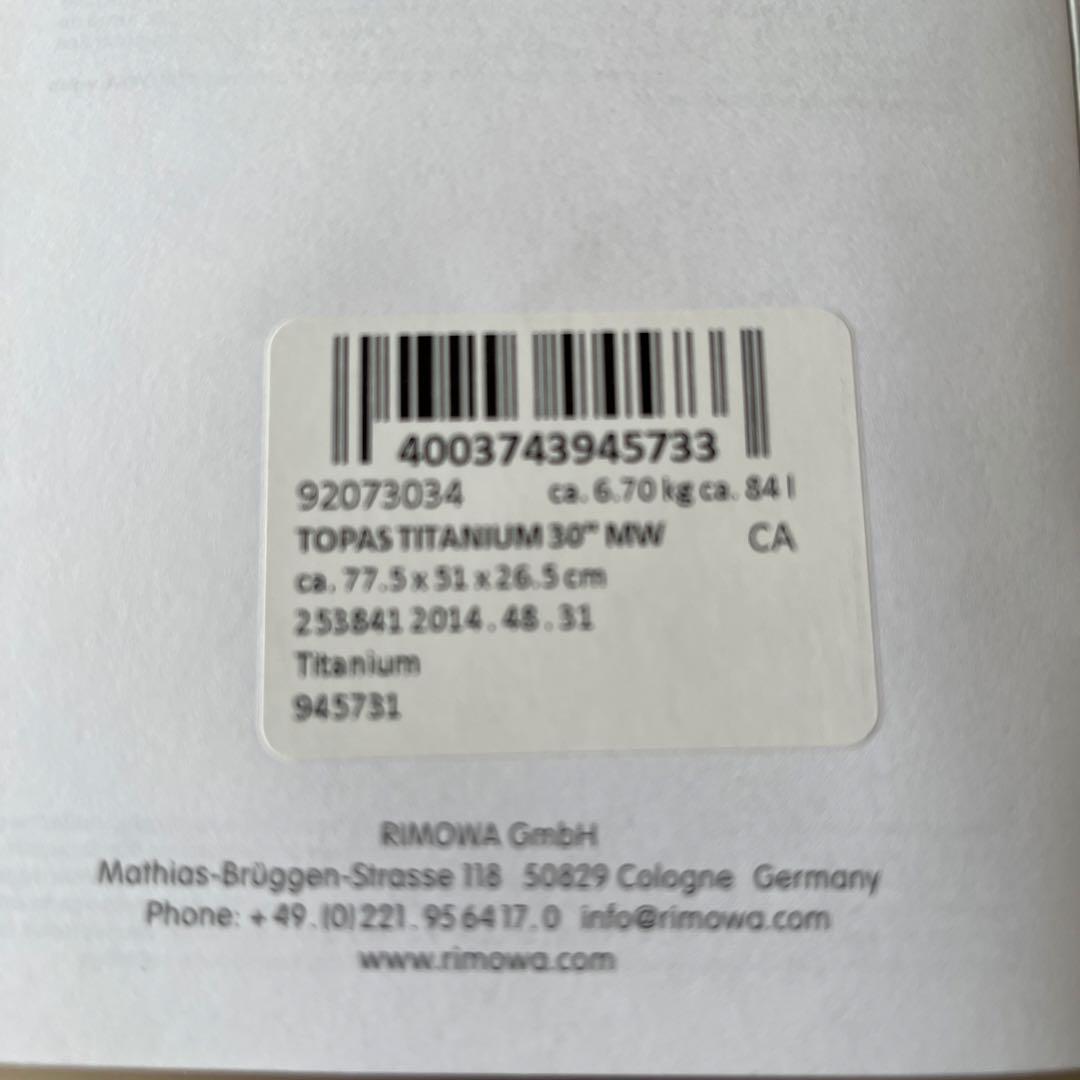 4003743945733
92073034 ca. 6.70 kg ca. 84 l
TOPAS TITANIUM 30" MW CA
ca. 77.5 x 51 x 26.5 cm
253841 2014 . 48 . 31
Titanium
945731
RIMOWA GmbH
Mathias-Brüggen-Strasse 118 50829 Cologne Germany
Phone: + 49 . (0) 221 . 95 64 17 . 0 info@rimowa.com
www.rimowa.com